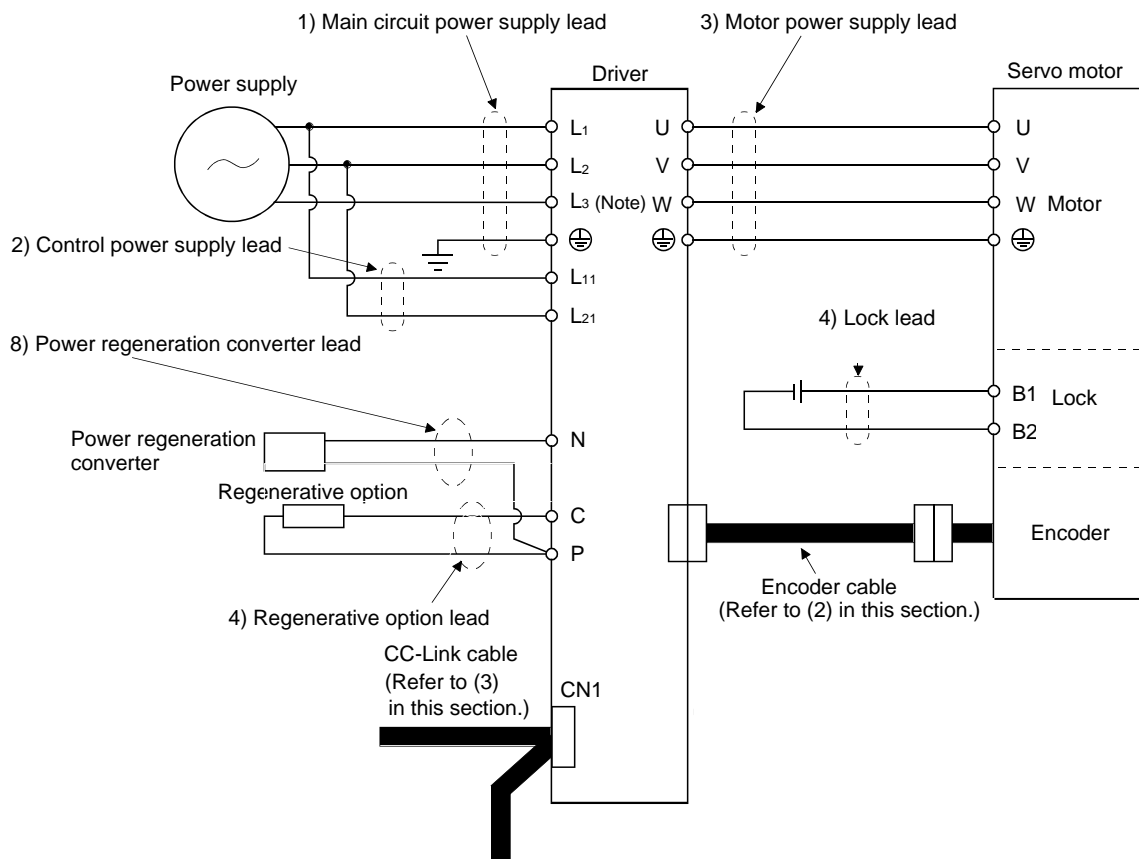 1) Main circuit power supply lead
3) Motor power supply lead
Power supply
Driver
Servo motor
L1
U
U
L2
V
V
L3 (Note)
W
W
Motor
2) Control power supply lead
L11
L21
4) Lock lead
8) Power regeneration converter lead
B1
Lock
B2
Power regeneration
converter
N
Regenerative option
C
P
Encoder
Encoder cable
(Refer to (2) in this section.)
4) Regenerative option lead
CC-Link cable
(Refer to (3)
in this section.)
CN1